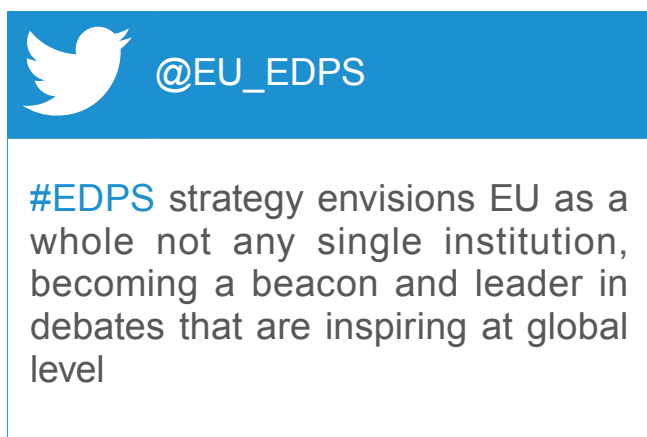 @EU_EDPS
#EDPS strategy envisions EU as a
whole not any single institution,
becoming a beacon and leader in
debates that are inspiring at global
level